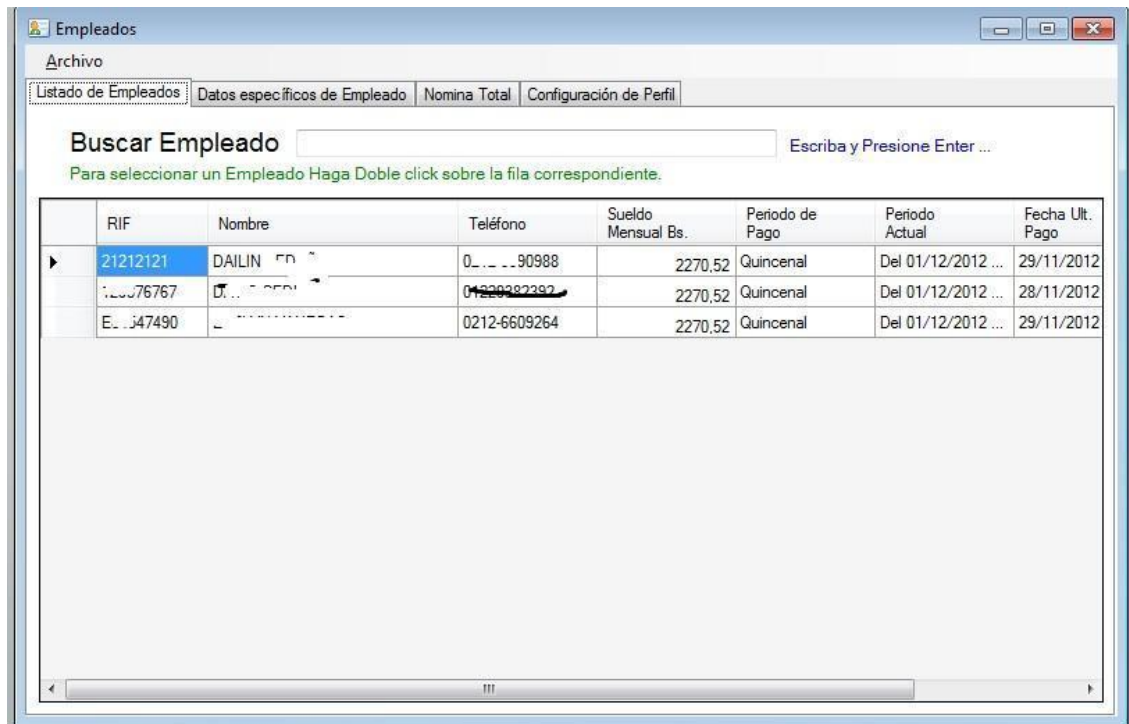 Empleados
Archivo
Listado de Empleados Datos específicos de Empleado Nomina Total Configuración de Perfil
Buscar Empleado Escriba y Presione Enter ...
Para seleccionar un Empleado Haga Doble click sobre la fila correspondiente.
RIF Nombre Teléfono Sueldo Mensual Bs. Periodo de Pago Periodo Actual Fecha Ult. Pago
21212121 DAILIN 2270,52 Quincenal Del 01/12/2012 ... 29/11/2012
2270,52 Quincenal Del 01/12/2012 ... 28/11/2012
0212-6609264 2270,52 Quincenal Del 01/12/2012 ... 29/11/2012